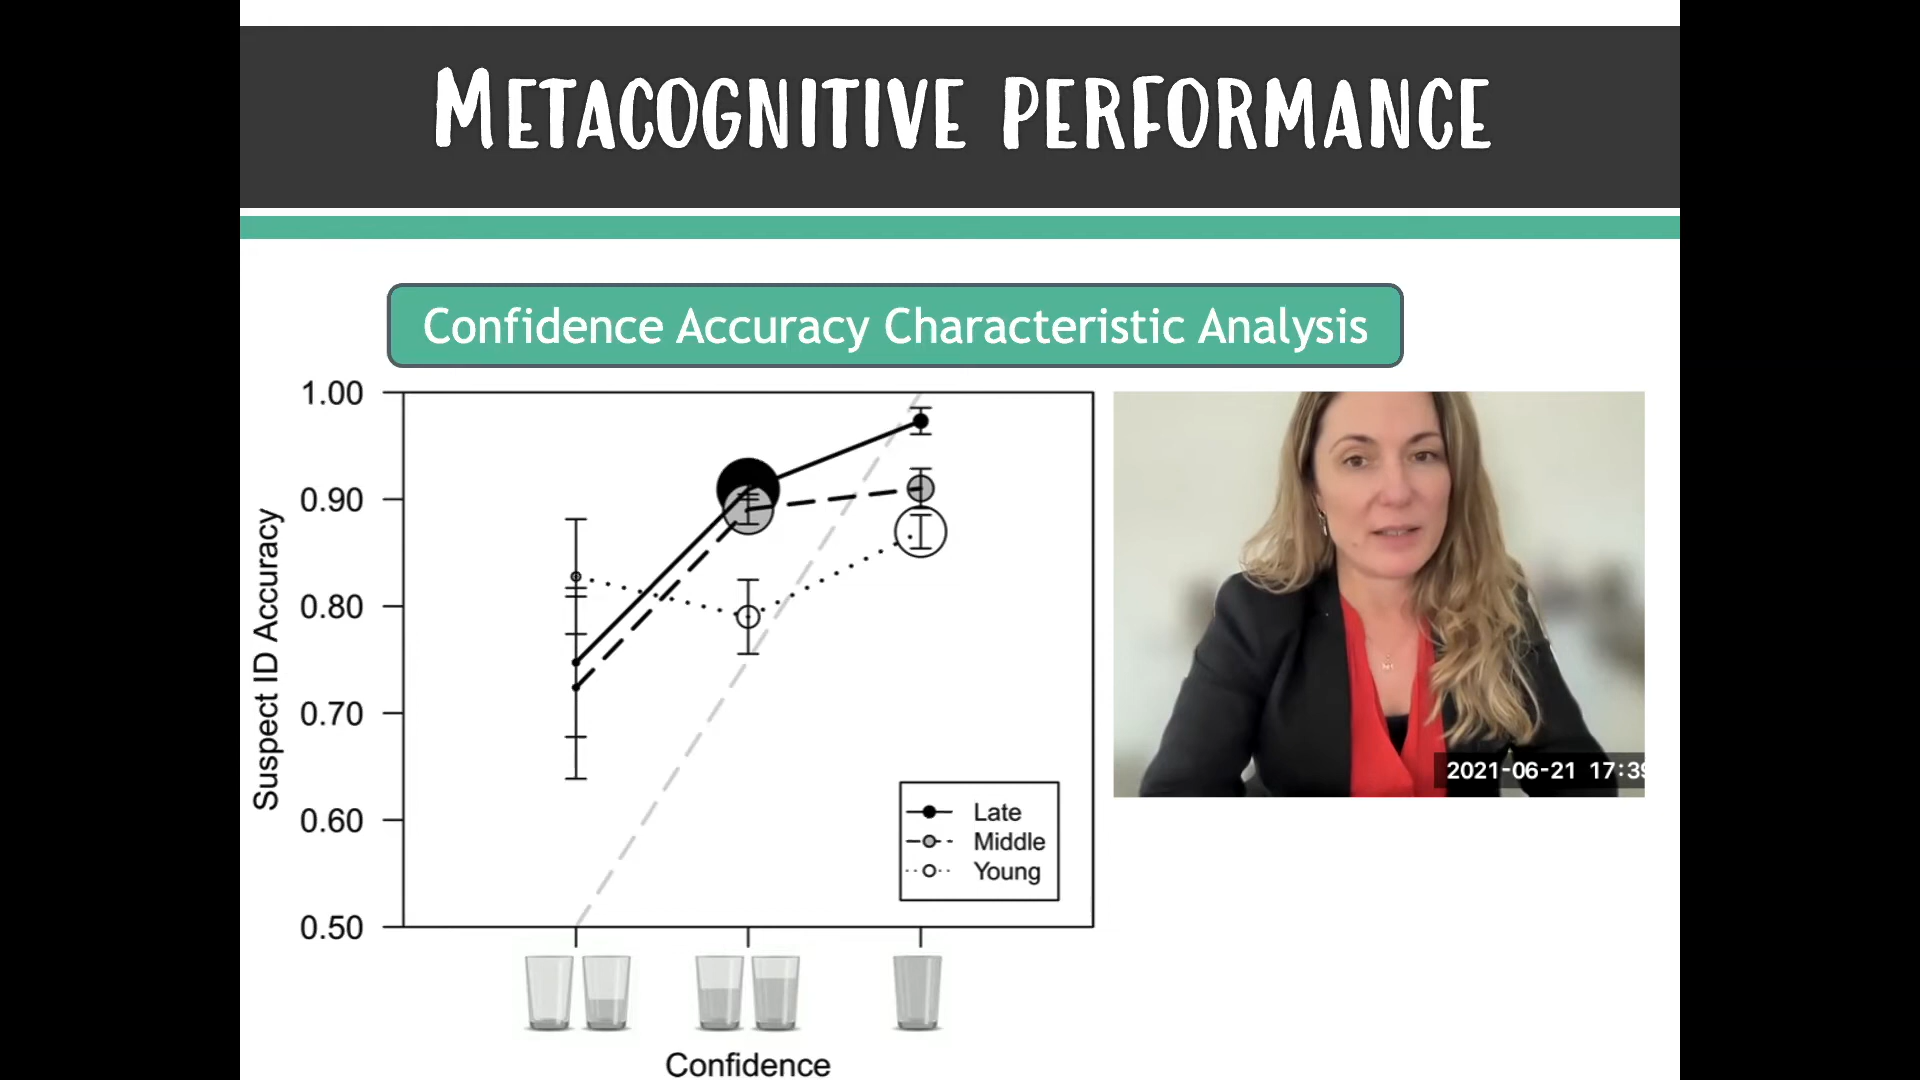 METACOGNITIVE PERFORMANCE
Confidence Accuracy Characteristic Analysis
1.00
0.90
0.80
0.70
0.60
0.50
Suspect ID Accuracy
Late
Middle
Young
Confidence
2021-06-21 17:39